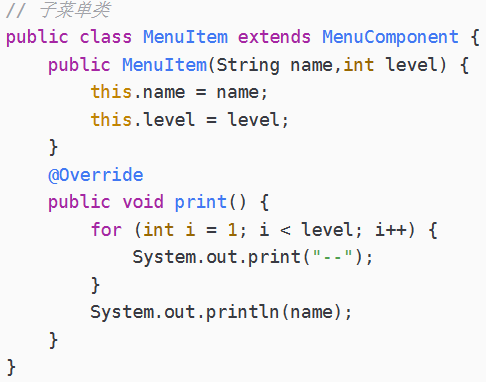 // 子菜单类
public class MenuItem extends MenuComponent {
    public MenuItem(String name,int level) {
        this.name = name;
        this.level = level;
    }
    @Override
    public void print() {
        for (int i = 1; i < level; i++) {
            System.out.print("--");
        }
        System.out.println(name);
    }
}